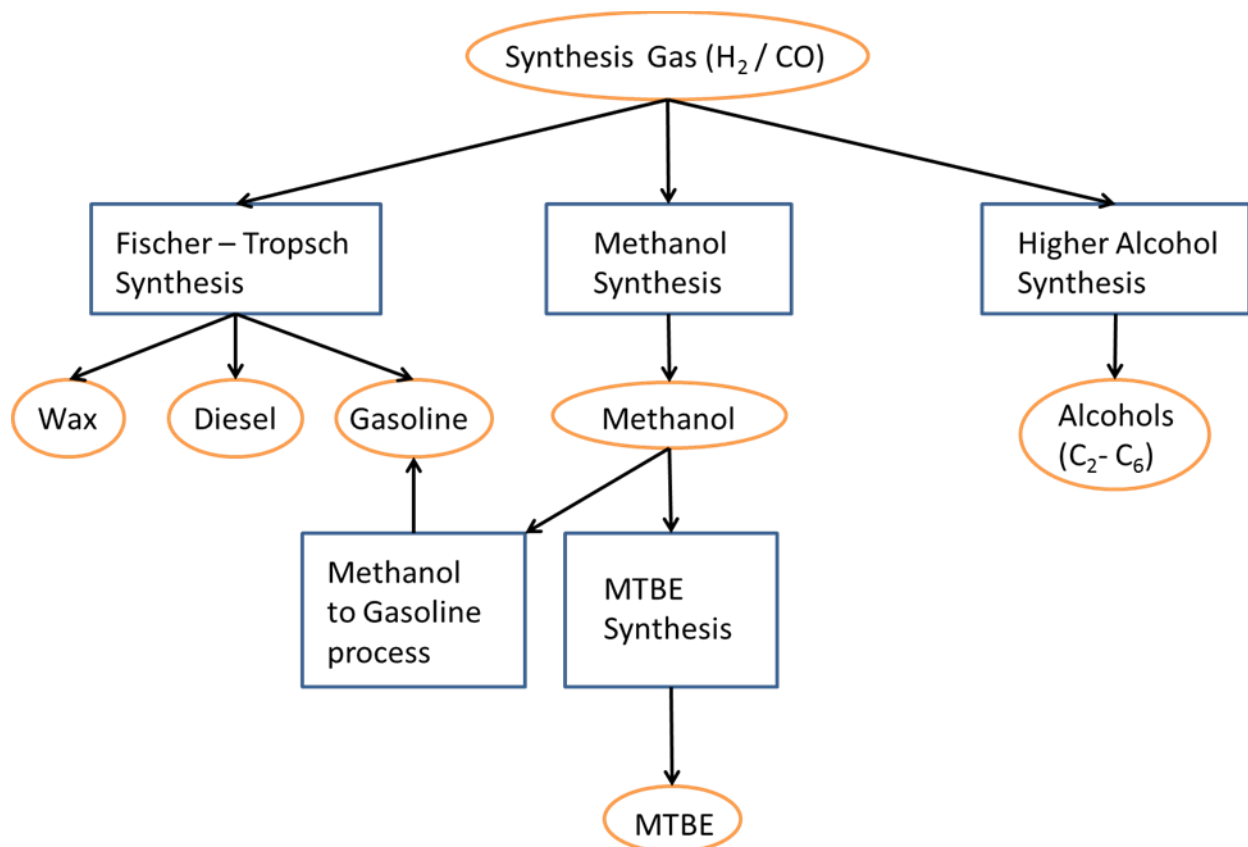 Synthesis Gas (H₂ / CO)
Fischer – Tropsch
Synthesis
Methanol
Synthesis
Higher Alcohol
Synthesis
Wax
Diesel
Gasoline
Methanol
Alcohols
(C₂- C₆)
Methanol
to Gasoline
process
MTBE
Synthesis
MTBE